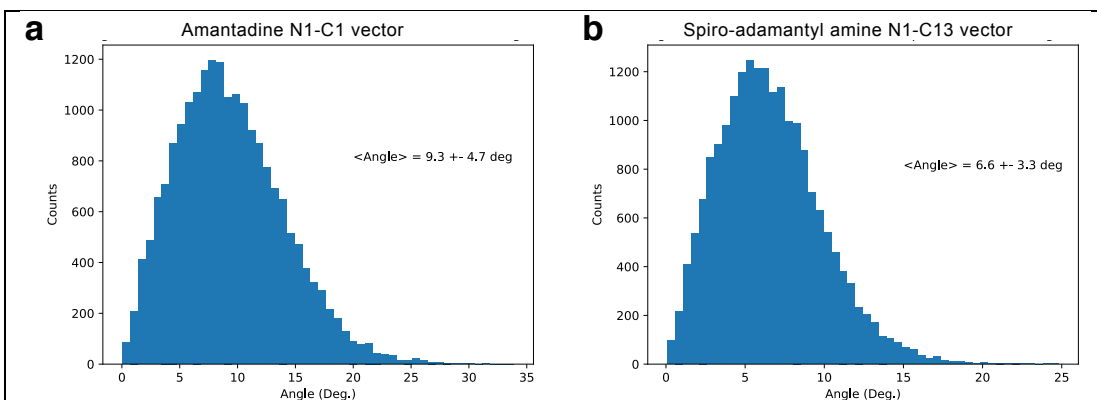 a
Amantadine N1-C1 vector
1200
1000
800
600
400
200
0
Counts
<Angle> = 9.3 +- 4.7 deg
0 5 10 15 20 25 30 35
Angle (Deg.)
b
Spiro-adamantyl amine N1-C13 vector
1200
1000
800
600
400
200
0
Counts
<Angle> = 6.6 +- 3.3 deg
0 5 10 15 20 25
Angle (Deg.)